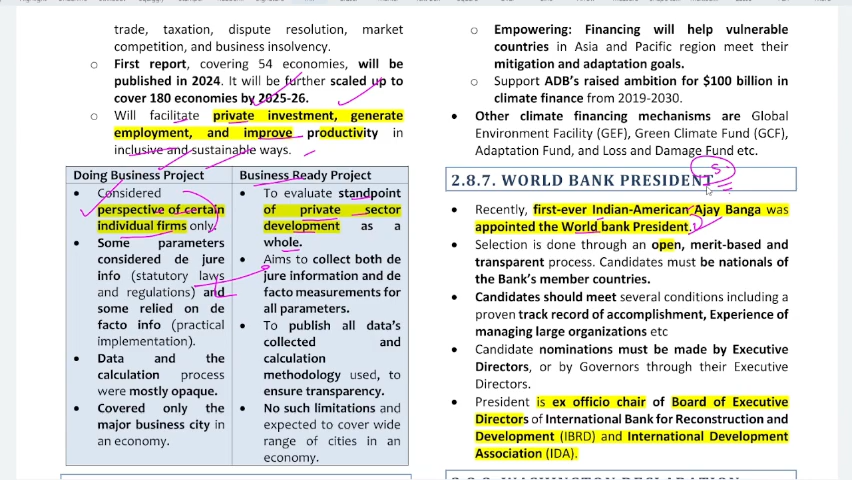 trade, taxation, dispute resolution, market
competition, and business insolvency.
o First report, covering 54 economies, will be
published in 2024. It will be further scaled up to
cover 180 economies by 2025-26.
o Will facilitate private investment, generate
employment, and improve productivity in
inclusive and sustainable ways.
Doing Business Project
• Considered
perspective of certain
individual firms only.
• Some parameters
considered de jure
info (statutory laws
and regulations) and
some relied on de
facto info (practical
implementation).
• Data and the
calculation process
were mostly opaque.
• Covered only the
major business city in
an economy.
Business Ready Project
• To evaluate standpoint
of private sector
development as a
whole.
• Aims to collect both de
jure information and de
facto measurements for
all parameters.
• To publish all data's
collected and
calculation
methodology used, to
ensure transparency.
• No such limitations and
expected to cover wide
range of cities in an
economy.
o Empowering: Financing will help vulnerable
countries in Asia and Pacific region meet their
mitigation and adaptation goals.
o Support ADB's raised ambition for $100 billion in
climate finance from 2019-2030.
• Other climate financing mechanisms are Global
Environment Facility (GEF), Green Climate Fund (GCF),
Adaptation Fund, and Loss and Damage Fund etc.
2.8.7. WORLD BANK PRESIDENT
• Recently, first-ever Indian-American Ajay Banga was
appointed the World bank President.
• Selection is done through an open, merit-based and
transparent process. Candidates must be nationals of
the Bank's member countries.
• Candidates should meet several conditions including a
proven track record of accomplishment, Experience of
managing large organizations etc
• Candidate nominations must be made by Executive
Directors, or by Governors through their Executive
Directors.
• President is ex officio chair of Board of Executive
Directors of International Bank for Reconstruction and
Development (IBRD) and International Development
Association (IDA).